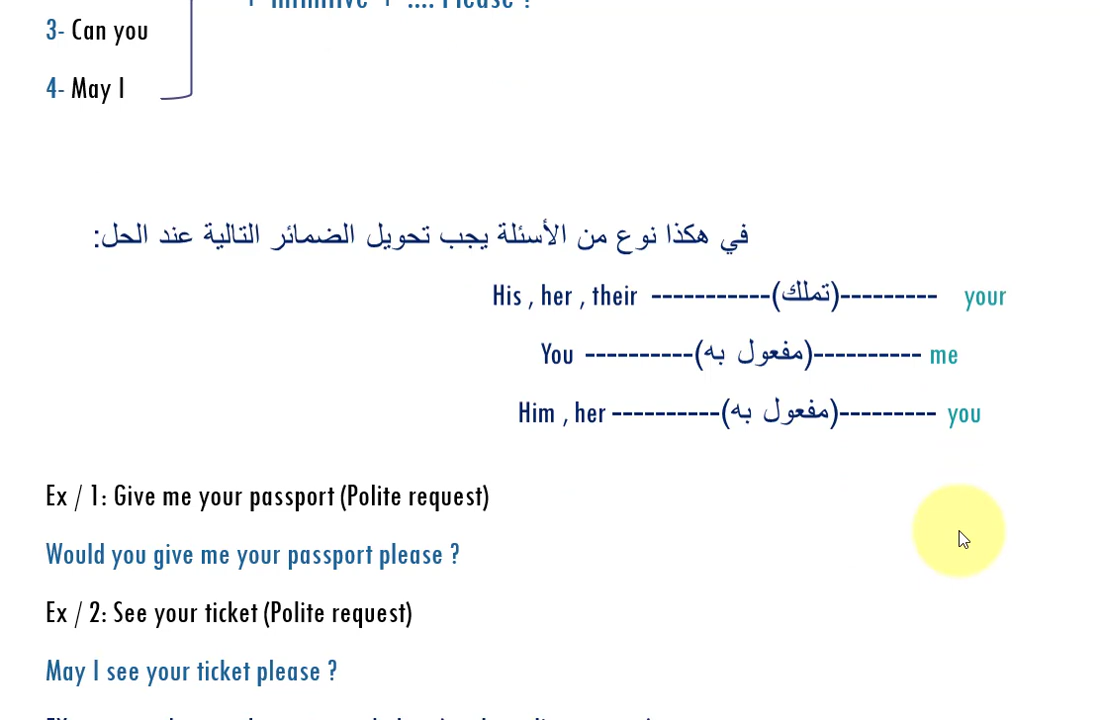 + infinitive + .... Please ?
3- Can you
4- May I
في هكذا نوع من الأسئلة يجب تحويل الضمائر التالية عند الحل:
His , her , their -----------(تملك)--------- your
You ----------(مفعول به)---------- me
Him , her ----------(مفعول به)--------- you
Ex / 1: Give me your passport (Polite request)
Would you give me your passport please ?
Ex / 2: See your ticket (Polite request)
May I see your ticket please ?